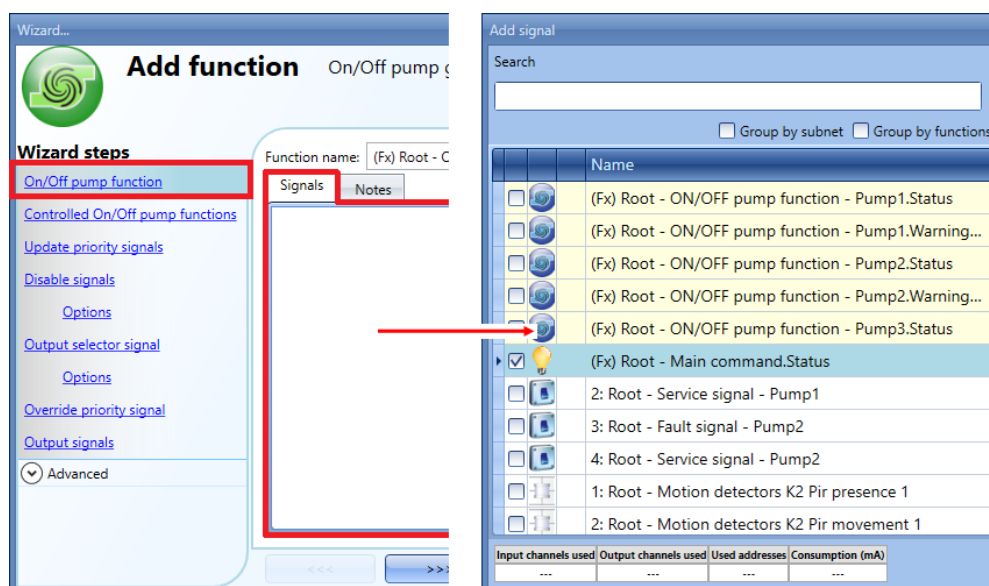 Wizard...
Add function On/Off pump g
Wizard steps
On/Off pump function
Controlled On/Off pump functions
Update priority signals
Disable signals
Options
Output selector signal
Options
Override priority signal
Output signals
Advanced
Function name: (Fx) Root - C
Signals Notes
<<< >>>
Add signal
Search
Group by subnet Group by functions
Name
(Fx) Root - ON/OFF pump function - Pump1.Status
(Fx) Root - ON/OFF pump function - Pump1.Warning...
(Fx) Root - ON/OFF pump function - Pump2.Status
(Fx) Root - ON/OFF pump function - Pump2.Warning...
(Fx) Root - ON/OFF pump function - Pump3.Status
(Fx) Root - Main command.Status
2: Root - Service signal - Pump1
3: Root - Fault signal - Pump2
4: Root - Service signal - Pump2
1: Root - Motion detectors K2 Pir presence 1
2: Root - Motion detectors K2 Pir movement 1
Input channels used Output channels used Used addresses Consumption (mA)
--- --- --- ---